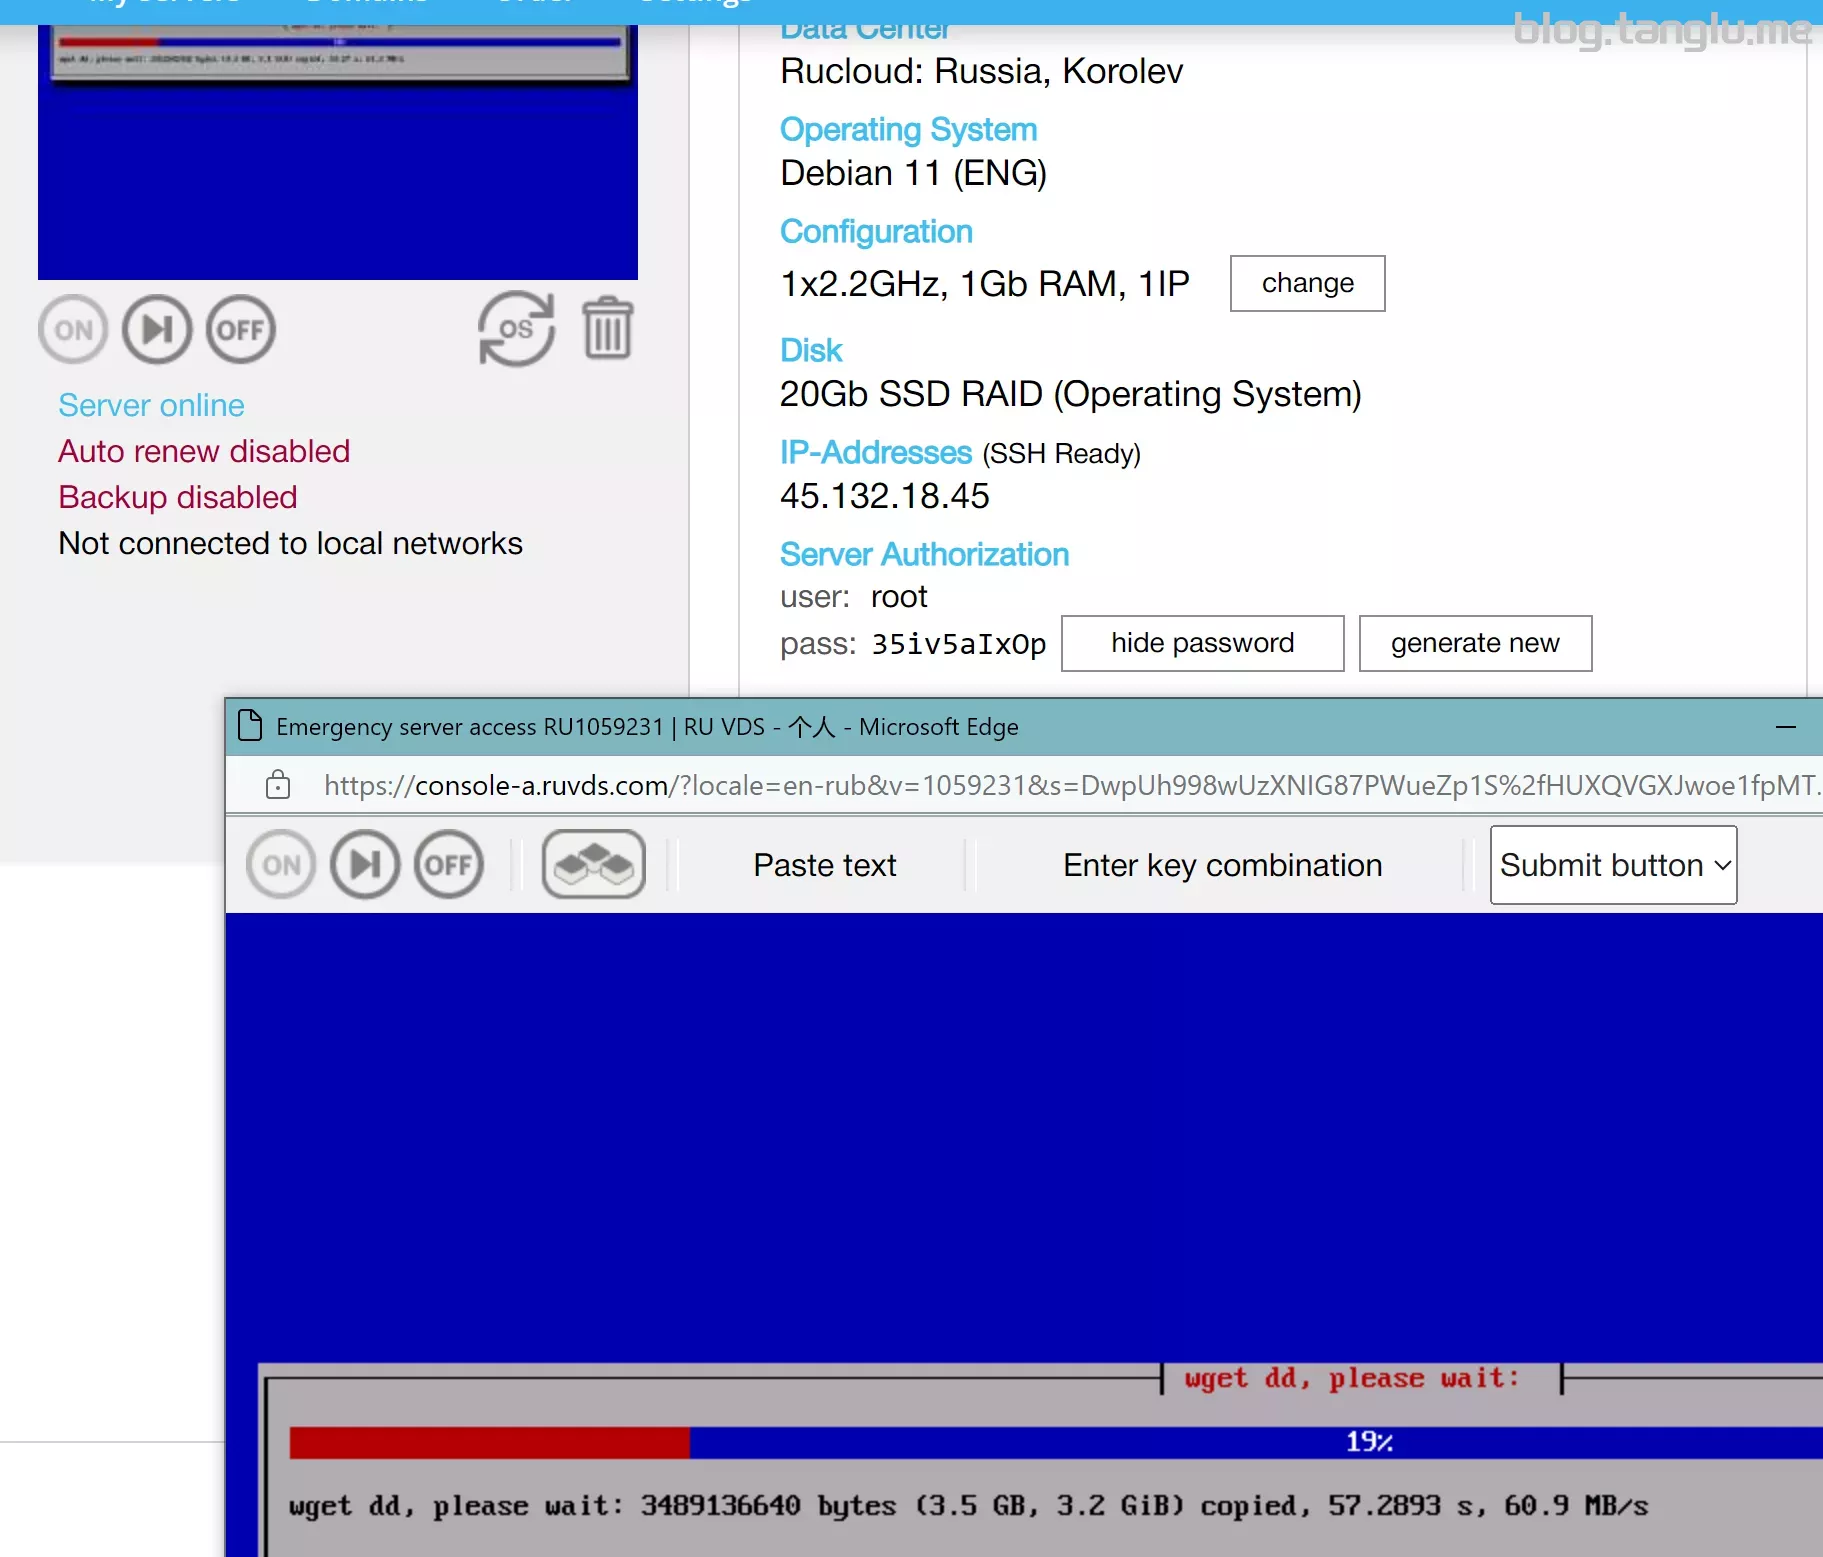 blog.tanglu.me
Data Center
Rucloud: Russia, Korolev
Operating System
Debian 11 (ENG)
Configuration
1x2.2GHz, 1Gb RAM, 1IP
change
Disk
20Gb SSD RAID (Operating System)
IP-Addresses (SSH Ready)
45.132.18.45
Server Authorization
user: root
pass: 35iv5aIxOp
hide password
generate new
ON
OFF
OS
Server online
Auto renew disabled
Backup disabled
Not connected to local networks
Emergency server access RU1059231 | RU VDS - 个人 - Microsoft Edge
https://console-a.ruvds.com/?locale=en-rub&v=1059231&s=DwpUh998wUzXNIG87PWueZp1S%2fHUXQVGXJwoe1fpMT.
ON
OFF
Paste text
Enter key combination
Submit button
wget dd, please wait:
19%
wget dd, please wait: 3489136640 bytes (3.5 GB, 3.2 GiB) copied, 57.2893 s, 60.9 MB/s